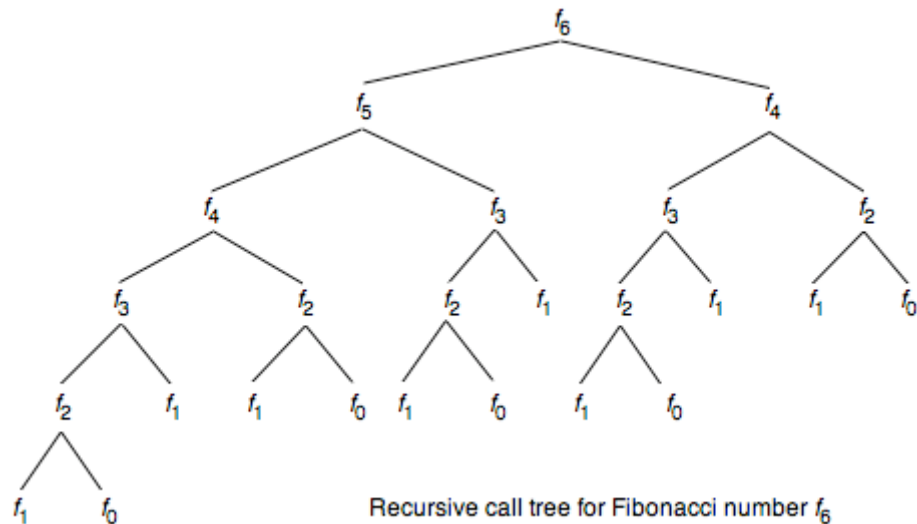 f₆
f₅ f₄
f₄ f₃ f₃ f₂
f₃ f₂ f₂ f₁ f₂ f₁ f₁ f₀
f₂ f₁ f₁ f₀ f₁ f₀ f₁ f₀
f₁ f₀
Recursive call tree for Fibonacci number f₆